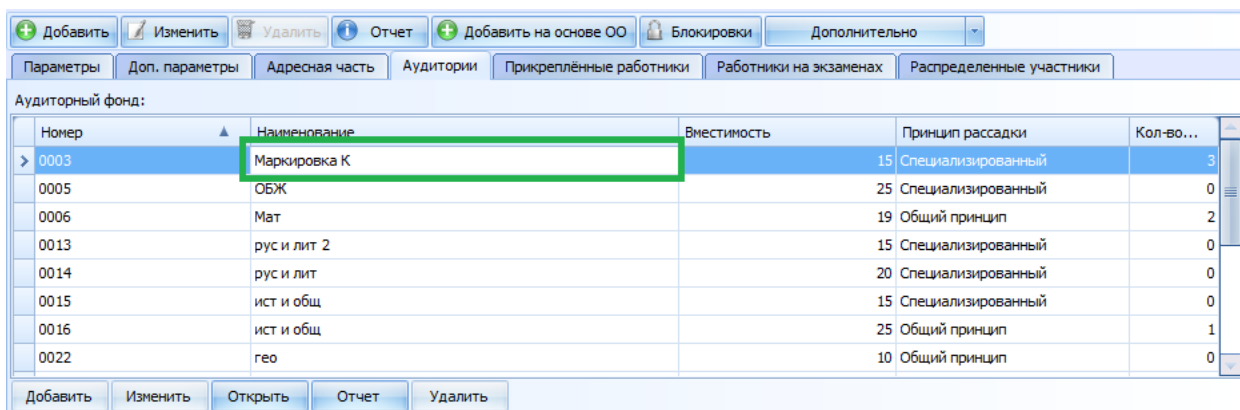 Добавить Изменить Удалить Отчет Добавить на основе ОО Блокировки Дополнительно
Параметры Доп. параметры Адресная часть Аудитории Прикреплённые работники Работники на экзаменах Распределенные участники
Аудиторный фонд:
Номер Наименование Вместимость Принцип рассадки Кол-во...
0003 Маркировка К 15 Специализированный 3
0005 ОБЖ 25 Специализированный 0
0006 Мат 19 Общий принцип 2
0013 рус и лит 2 15 Специализированный 0
0014 рус и лит 20 Специализированный 0
0015 ист и общ 15 Специализированный 0
0016 ист и общ 25 Общий принцип 1
0022 гео 10 Общий принцип 0
Добавить Изменить Открыть Отчет Удалить